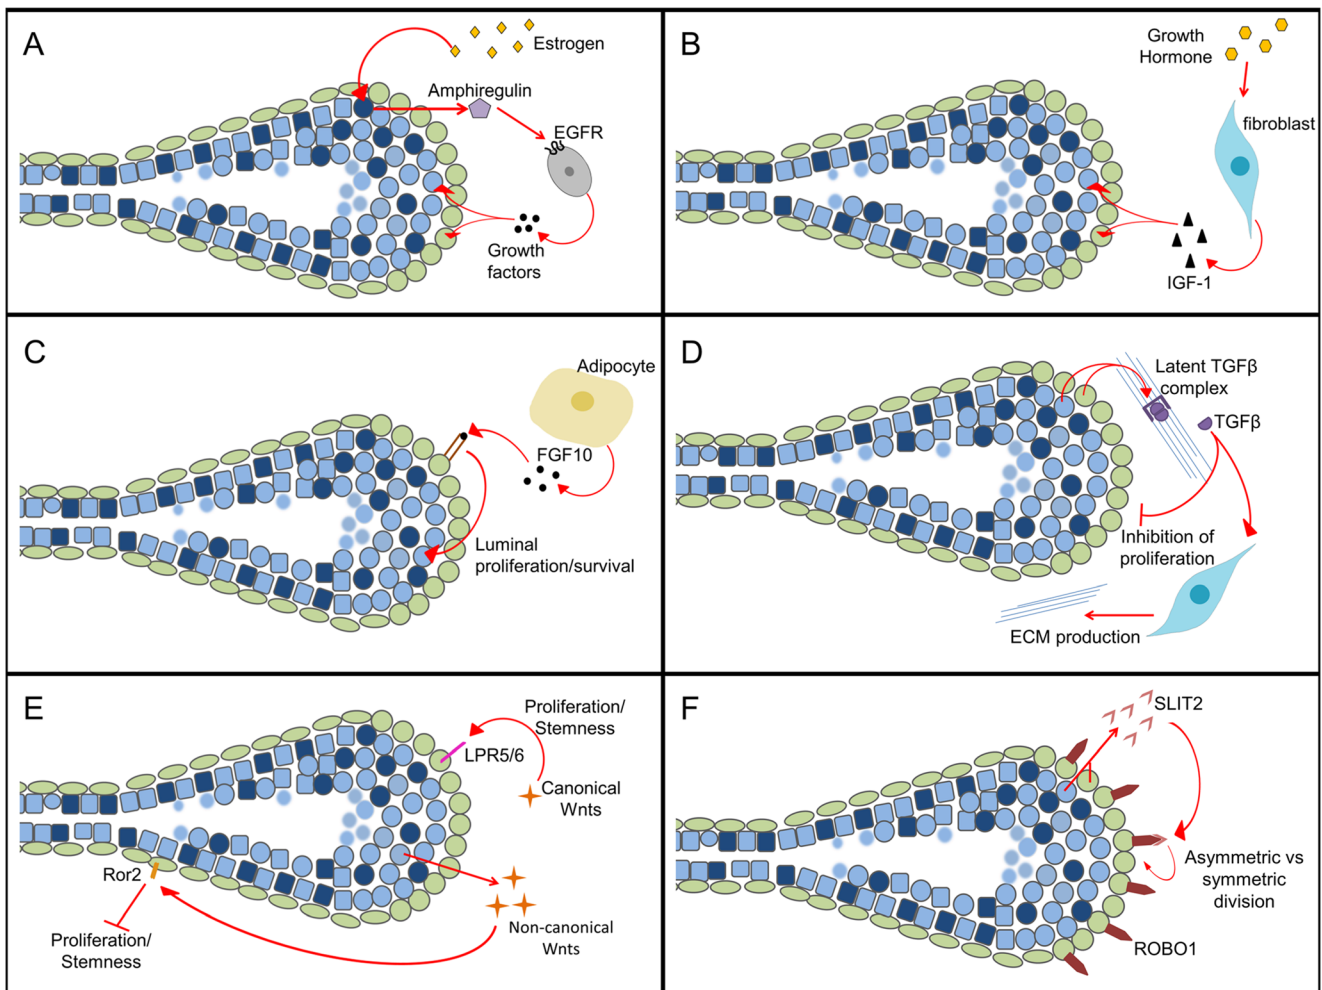 A
Estrogen
Amphiregulin
EGFR
Growth
factors
B
Growth
Hormone
fibroblast
IGF-1
C
Adipocyte
FGF10
Luminal
proliferation/survival
D
Latent TGFβ
complex
TGFβ
Inhibition of
proliferation
ECM production
E
Proliferation/
Stemness
LPR5/6
Canonical
Wnts
Ror2
Non-canonical
Wnts
Proliferation/
Stemness
F
SLIT2
Asymmetric vs
symmetric
division
ROBO1